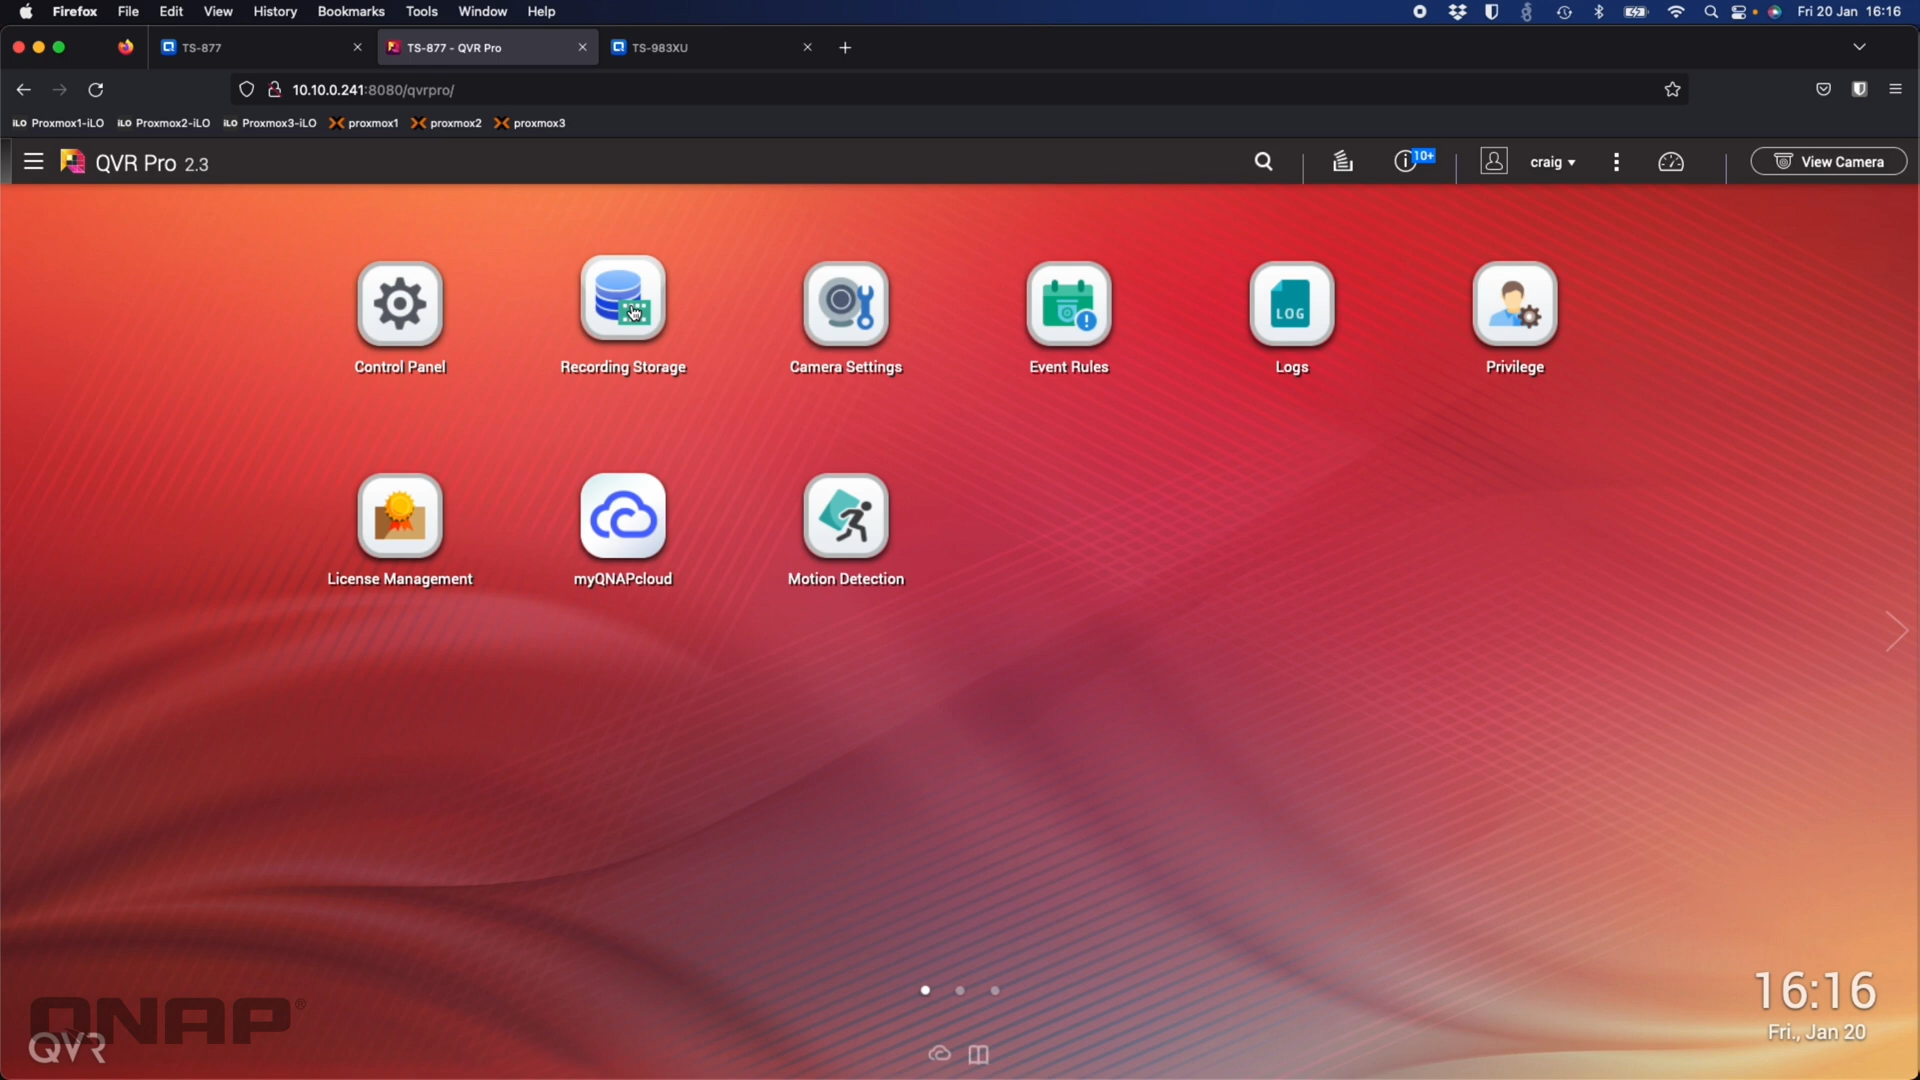 Firefox File Edit View History Bookmarks Tools Window Help Fri 20 Jan 16:16
TS-877 TS-877 - QVR Pro TS-983XU
10.10.0.241:8080/qvrpro/
iLO Proxmox1-iLO iLO Proxmox2-iLO iLO Proxmox3-iLO proxmox1 proxmox2 proxmox3
QVR Pro 2.3 10+ craig View Camera
LOG
Control Panel Recording Storage Camera Settings Event Rules Logs Privilege
License Management myQNAPcloud Motion Detection
16:16
Fri., Jan 20
QNAP®
QVR